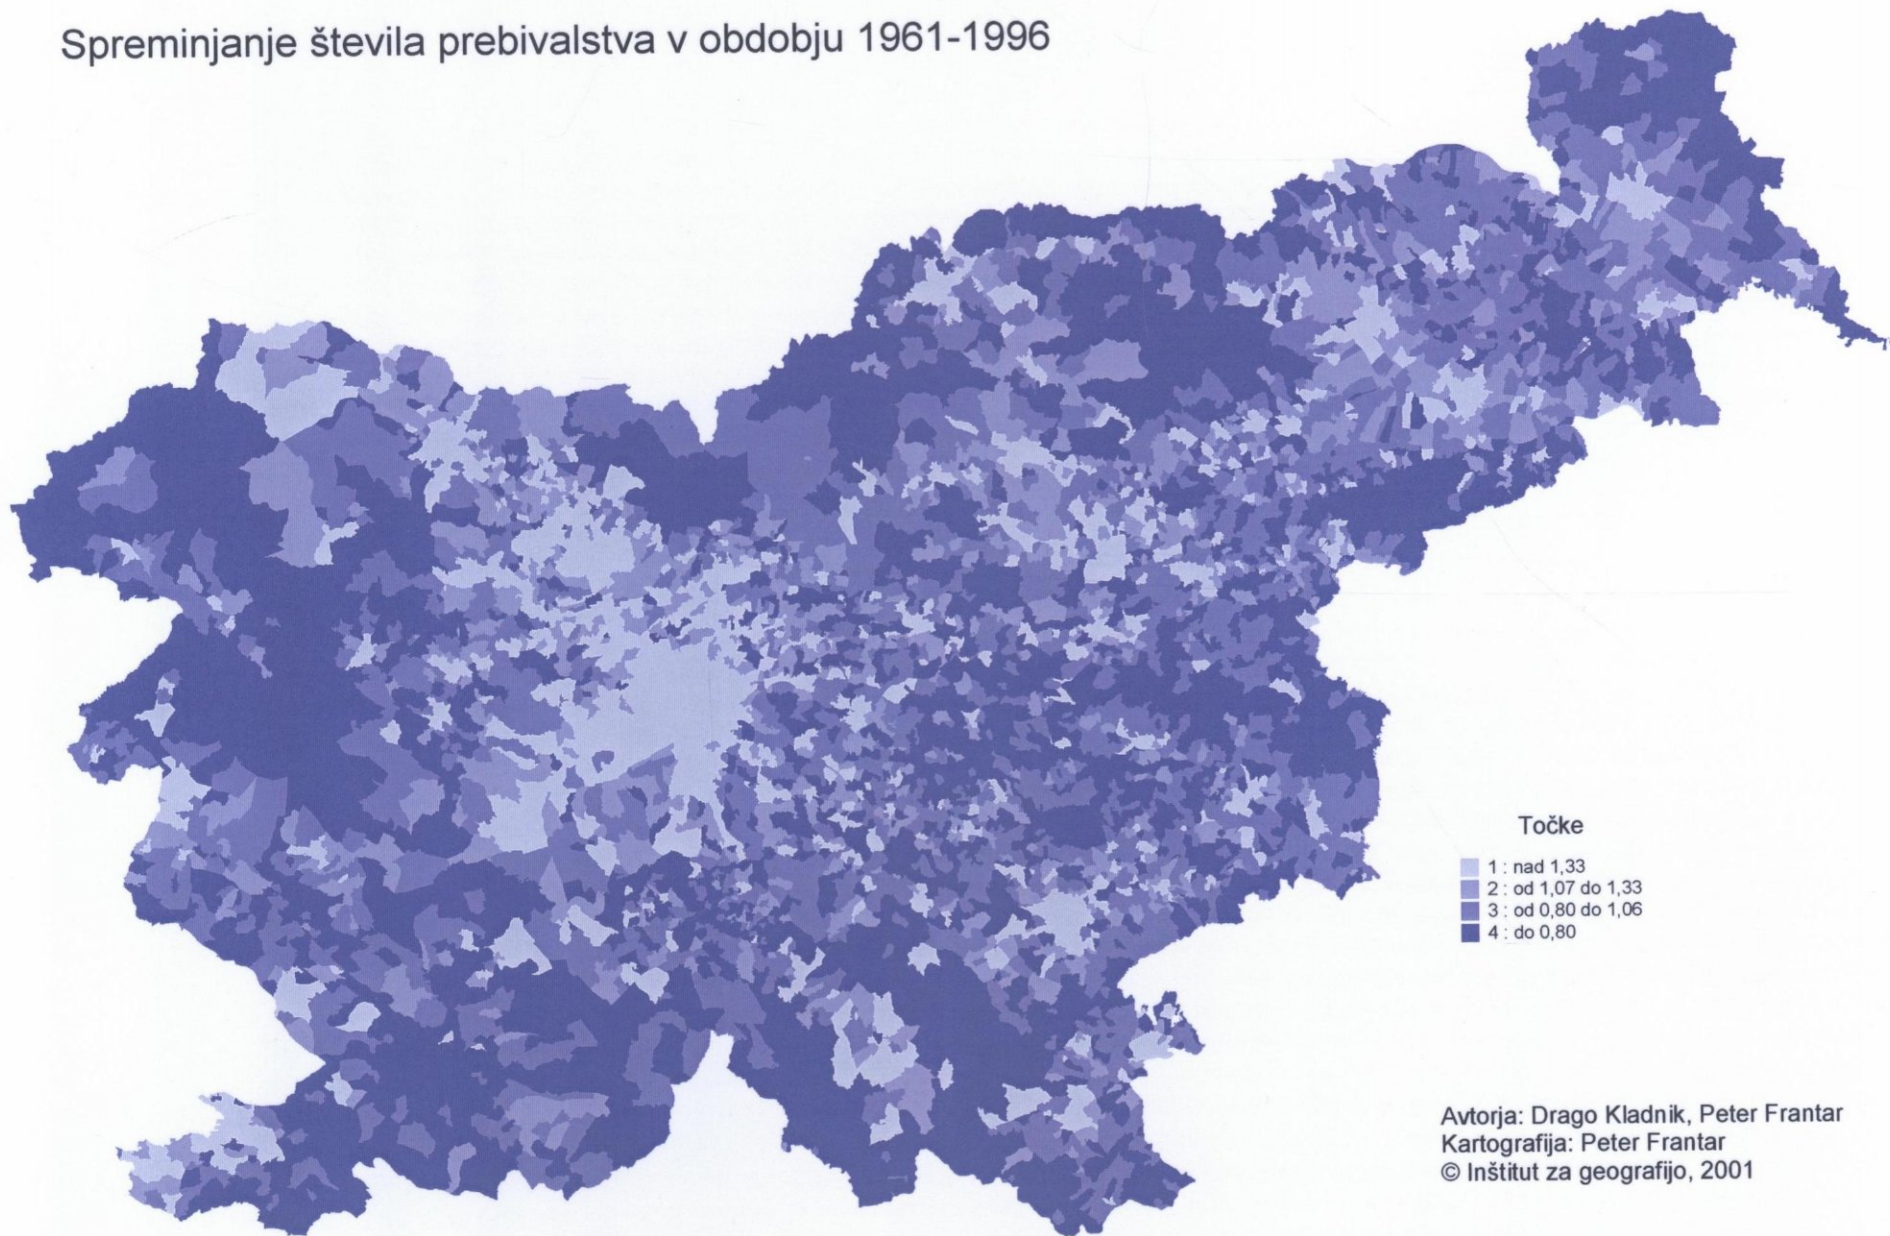 Spreminjanje števila prebivalstva v obdobju 1961-1996
Točke
1 : nad 1,33
2 : od 1,07 do 1,33
3 : od 0,80 do 1,06
4 : do 0,80
Avtorja: Drago Kladnik, Peter Frantar
Kartografija: Peter Frantar
© Inštitut za geografijo, 2001